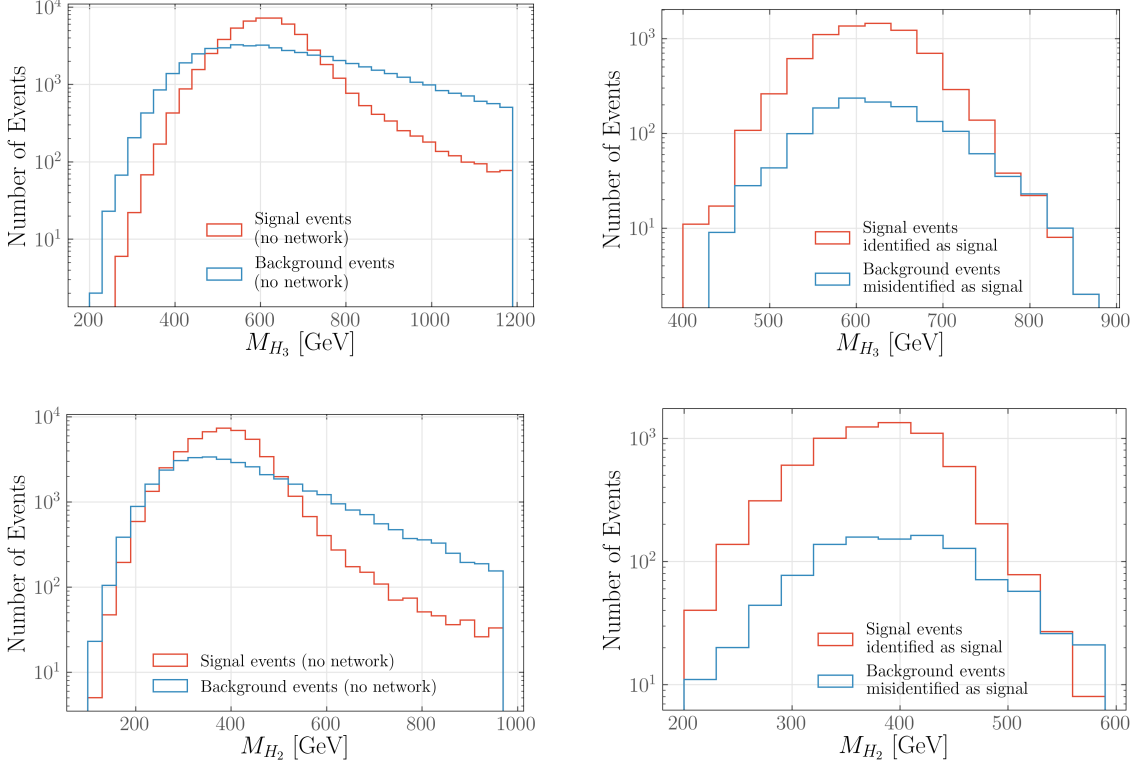 10^4
10^3
10^2
10^1
Number of Events
Signal events
(no network)
Background events
(no network)
200 400 600 800 1000 1200
M_{H_3} [GeV]
10^3
10^2
10^1
Number of Events
Signal events
identified as signal
Background events
misidentified as signal
400 500 600 700 800 900
M_{H_3} [GeV]
10^4
10^3
10^2
10^1
Number of Events
Signal events (no network)
Background events (no network)
200 400 600 800 1000
M_{H_2} [GeV]
10^3
10^2
10^1
Number of Events
Signal events
identified as signal
Background events
misidentified as signal
200 300 400 500 600
M_{H_2} [GeV]